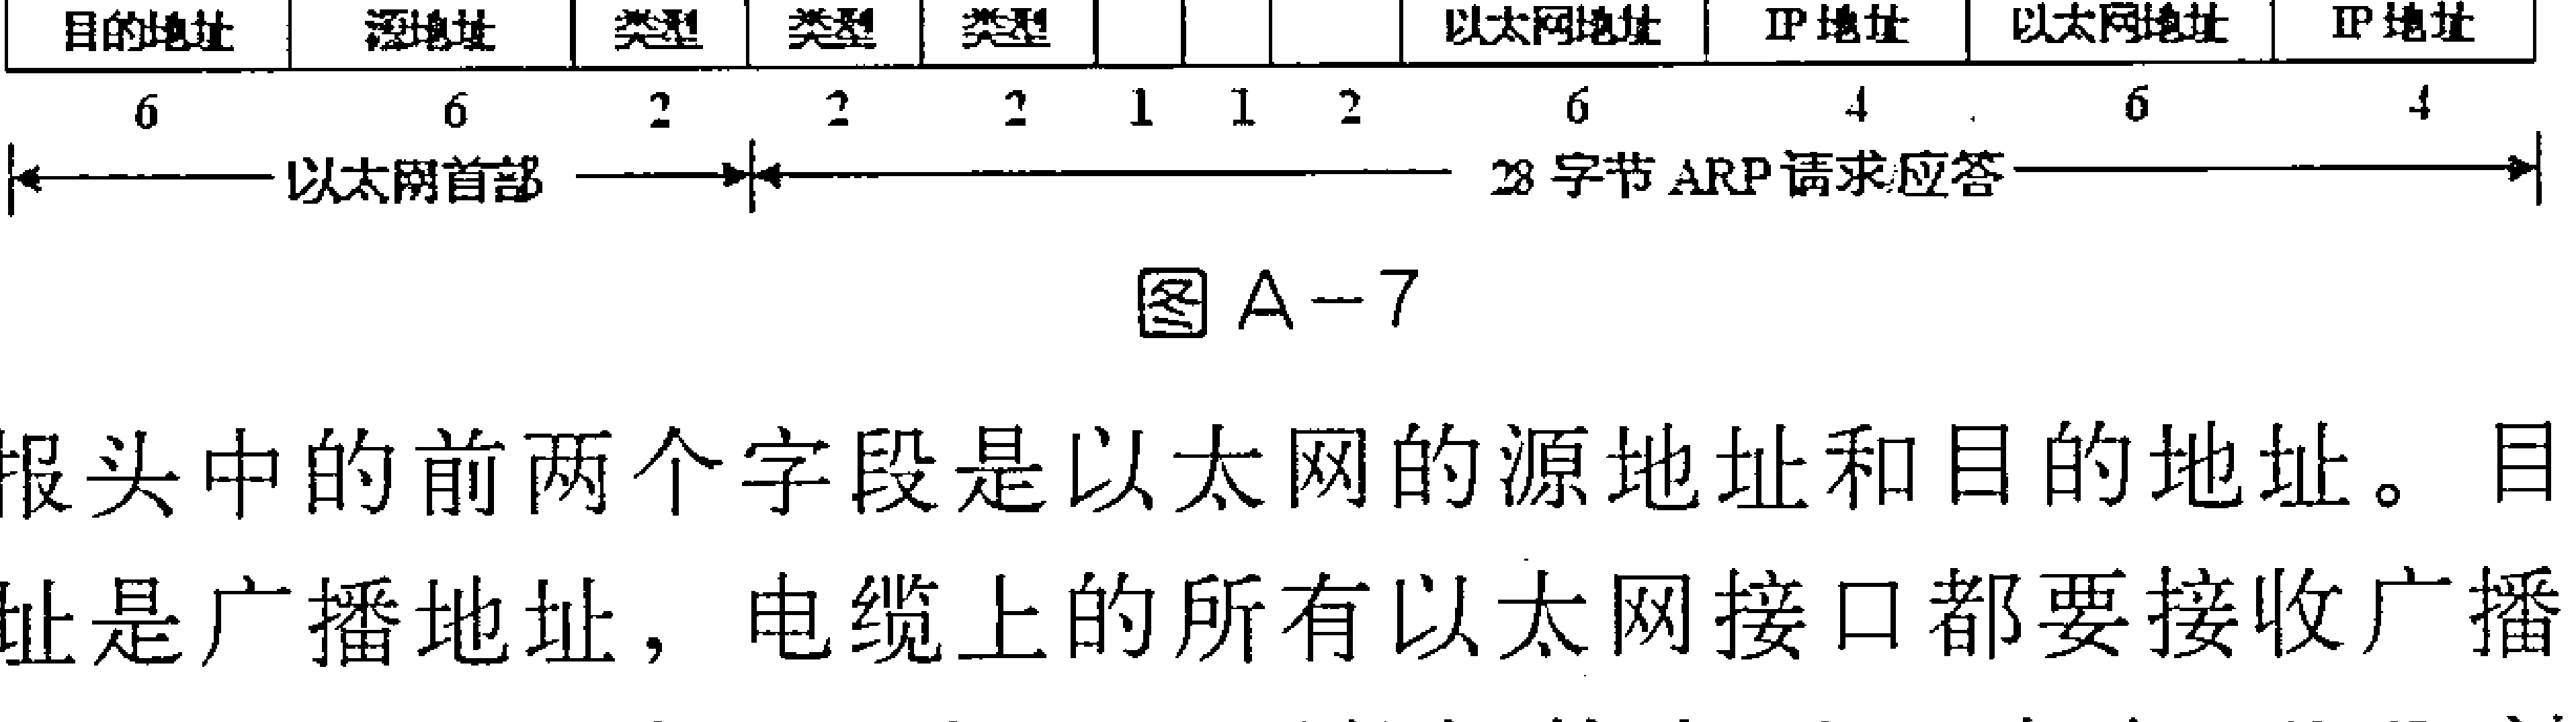 目的地址 源地址 类型 类型 类型 以太网地址 IP 地址 以太网地址 IP 地址
6 6 2 2 2 1 1 2 6 4 6 4
以太网首部 28 字节 ARP 请求/应答
图 A-7
报头中的前两个字段是以太网的源地址和目的地址。目
址是广播地址，电缆上的所有以太网接口都要接收广播